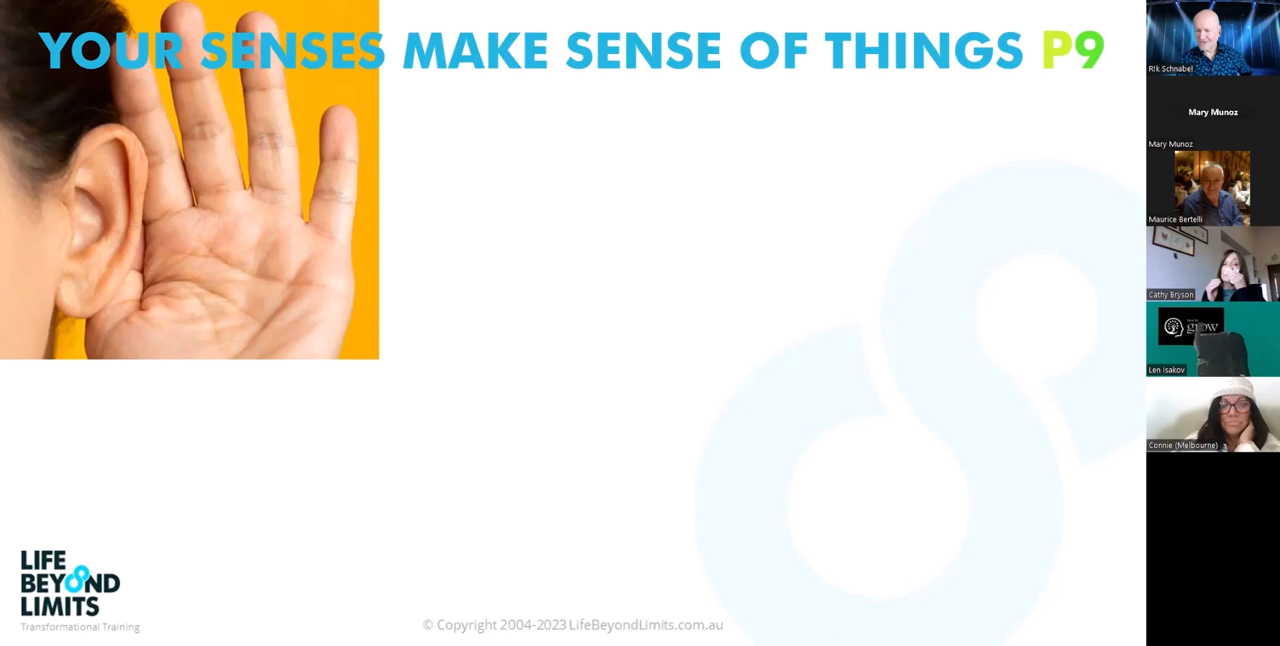 YOUR SENSES MAKE SENSE OF THINGS P9
LIFE
BEYOND
LIMITS
Transformational Training
© Copyright 2004-2023 LifeBeyondLimits.com.au
Rik Schnabel
Mary Munoz
Mary Munoz
Maurice Bertelli
Cathy Bryson
grow
Len Isakov
Connie (Melbourne)